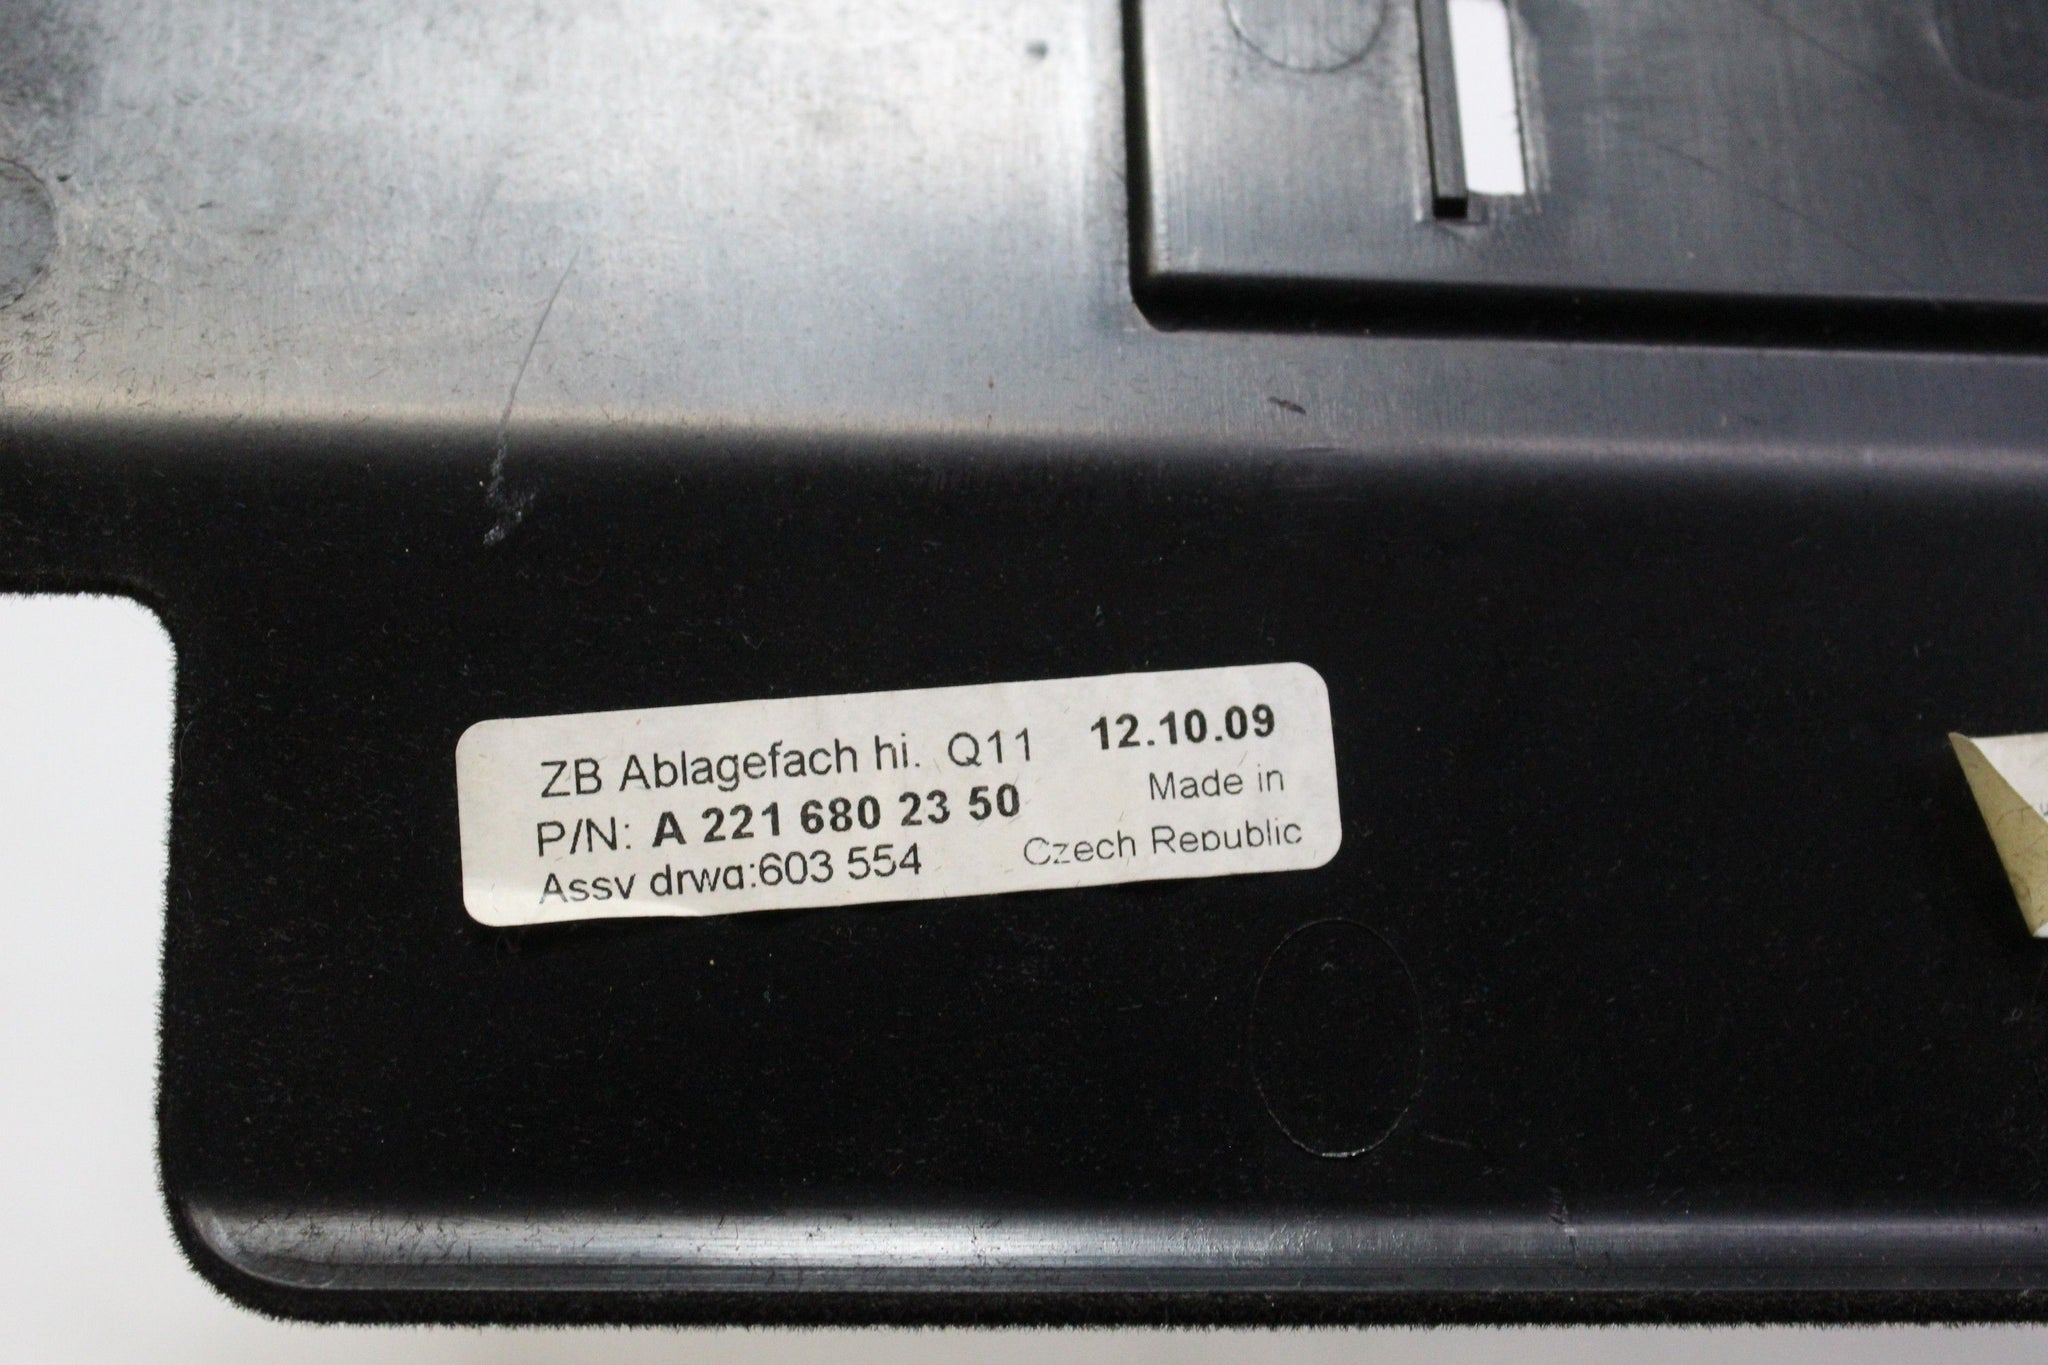 ZB Ablagefach hi. Q11 12.10.09
P/N: A 221 680 23 50 Made in
Assy drwg:603 554 Czech Republic